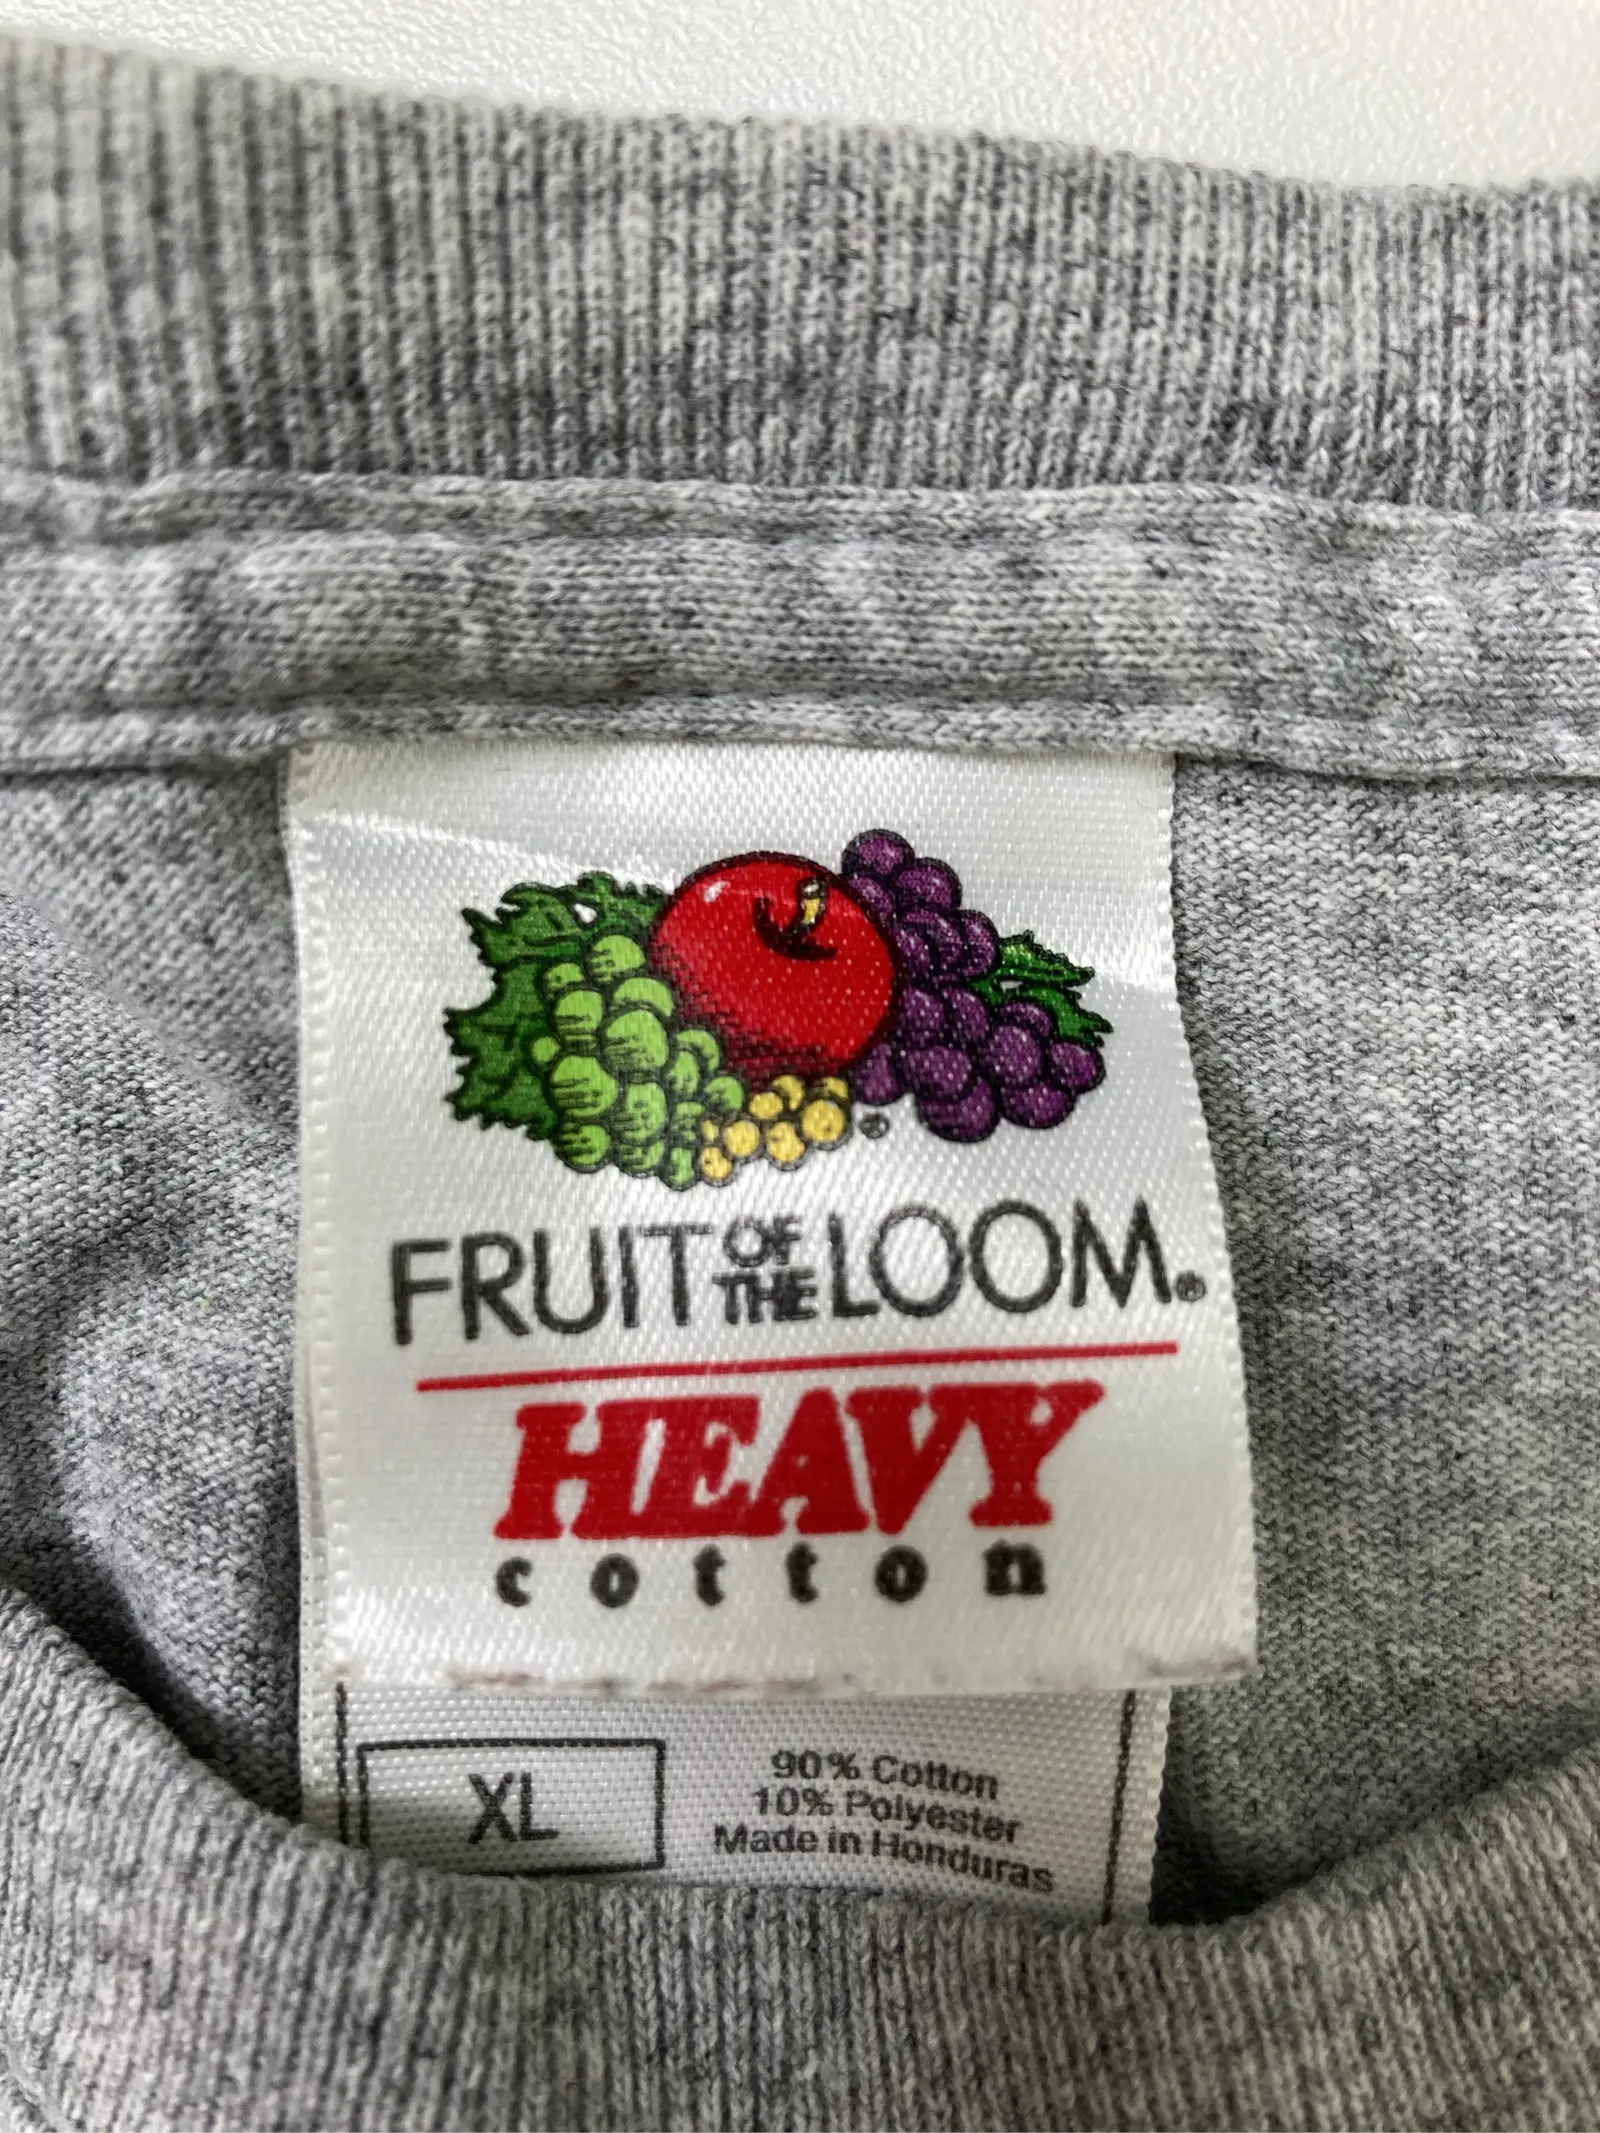 ®
FRUIT OF THE LOOM®
HEAVY
cotton
XL
90% Cotton
10% Polyester
Made in Honduras